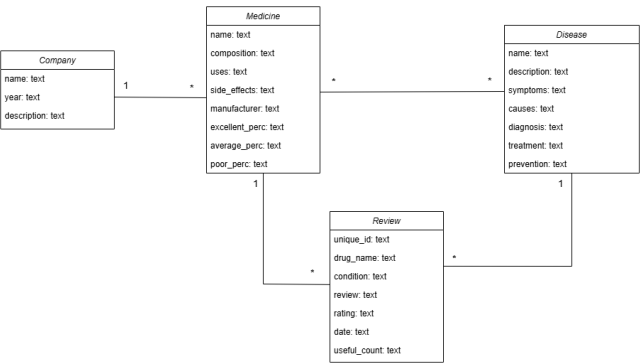 Company
name: text
year: text
description: text
1
*
Medicine
name: text
composition: text
uses: text
side_effects: text
manufacturer: text
excellent_perc: text
average_perc: text
poor_perc: text
*
*
Disease
name: text
description: text
symptoms: text
causes: text
diagnosis: text
treatment: text
prevention: text
1
1
*
*
Review
unique_id: text
drug_name: text
condition: text
review: text
rating: text
date: text
useful_count: text